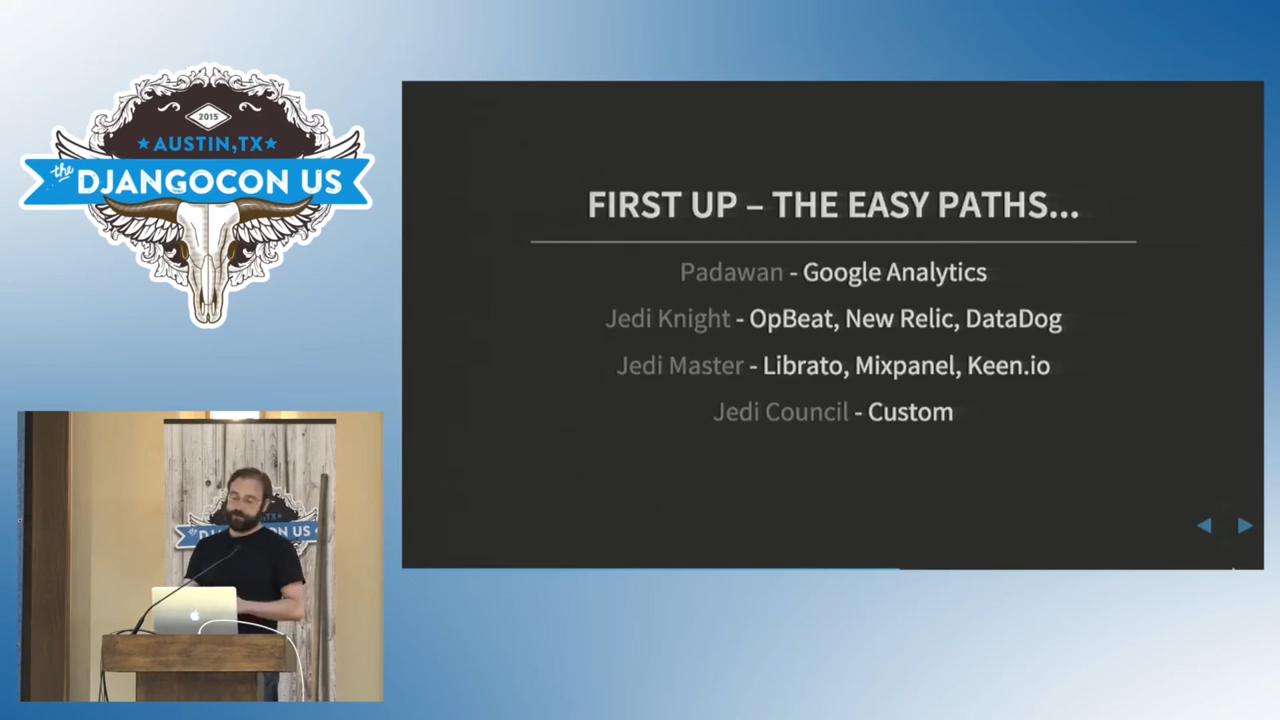 2015
AUSTIN, TX
the
DJANGOCON US
FIRST UP – THE EASY PATHS...
Padawan - Google Analytics
Jedi Knight - OpBeat, New Relic, DataDog
Jedi Master - Librato, Mixpanel, Keen.io
Jedi Council - Custom